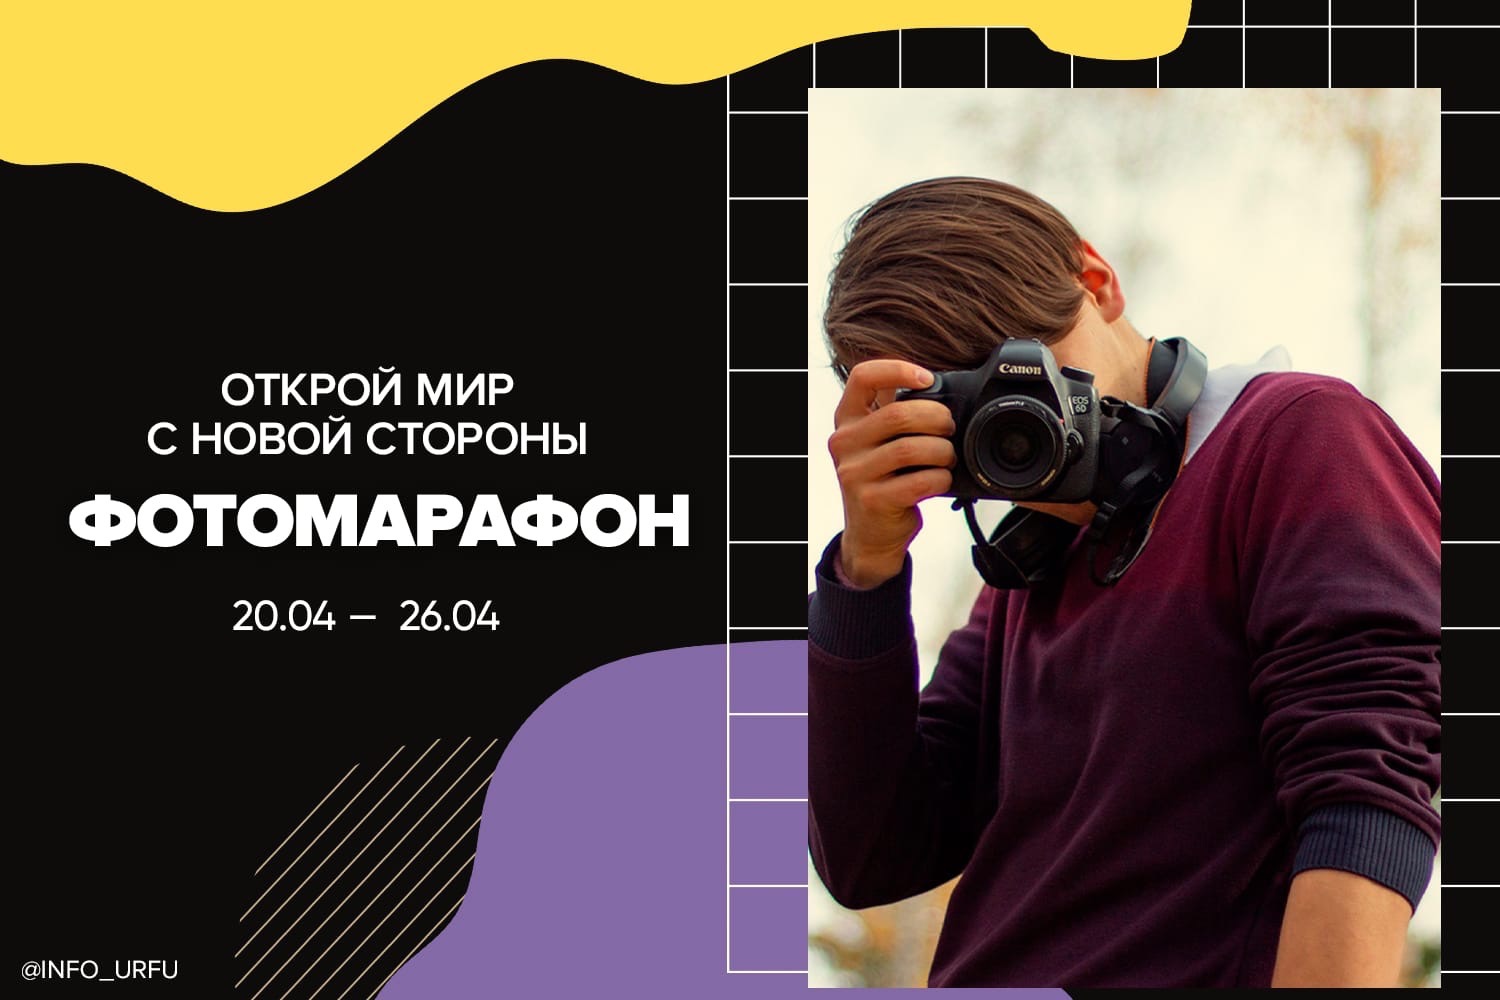 ОТКРОЙ МИР
С НОВОЙ СТОРОНЫ
ФОТОМАРАФОН
20.04 — 26.04
@INFO_URFU
Canon
EOS
6D